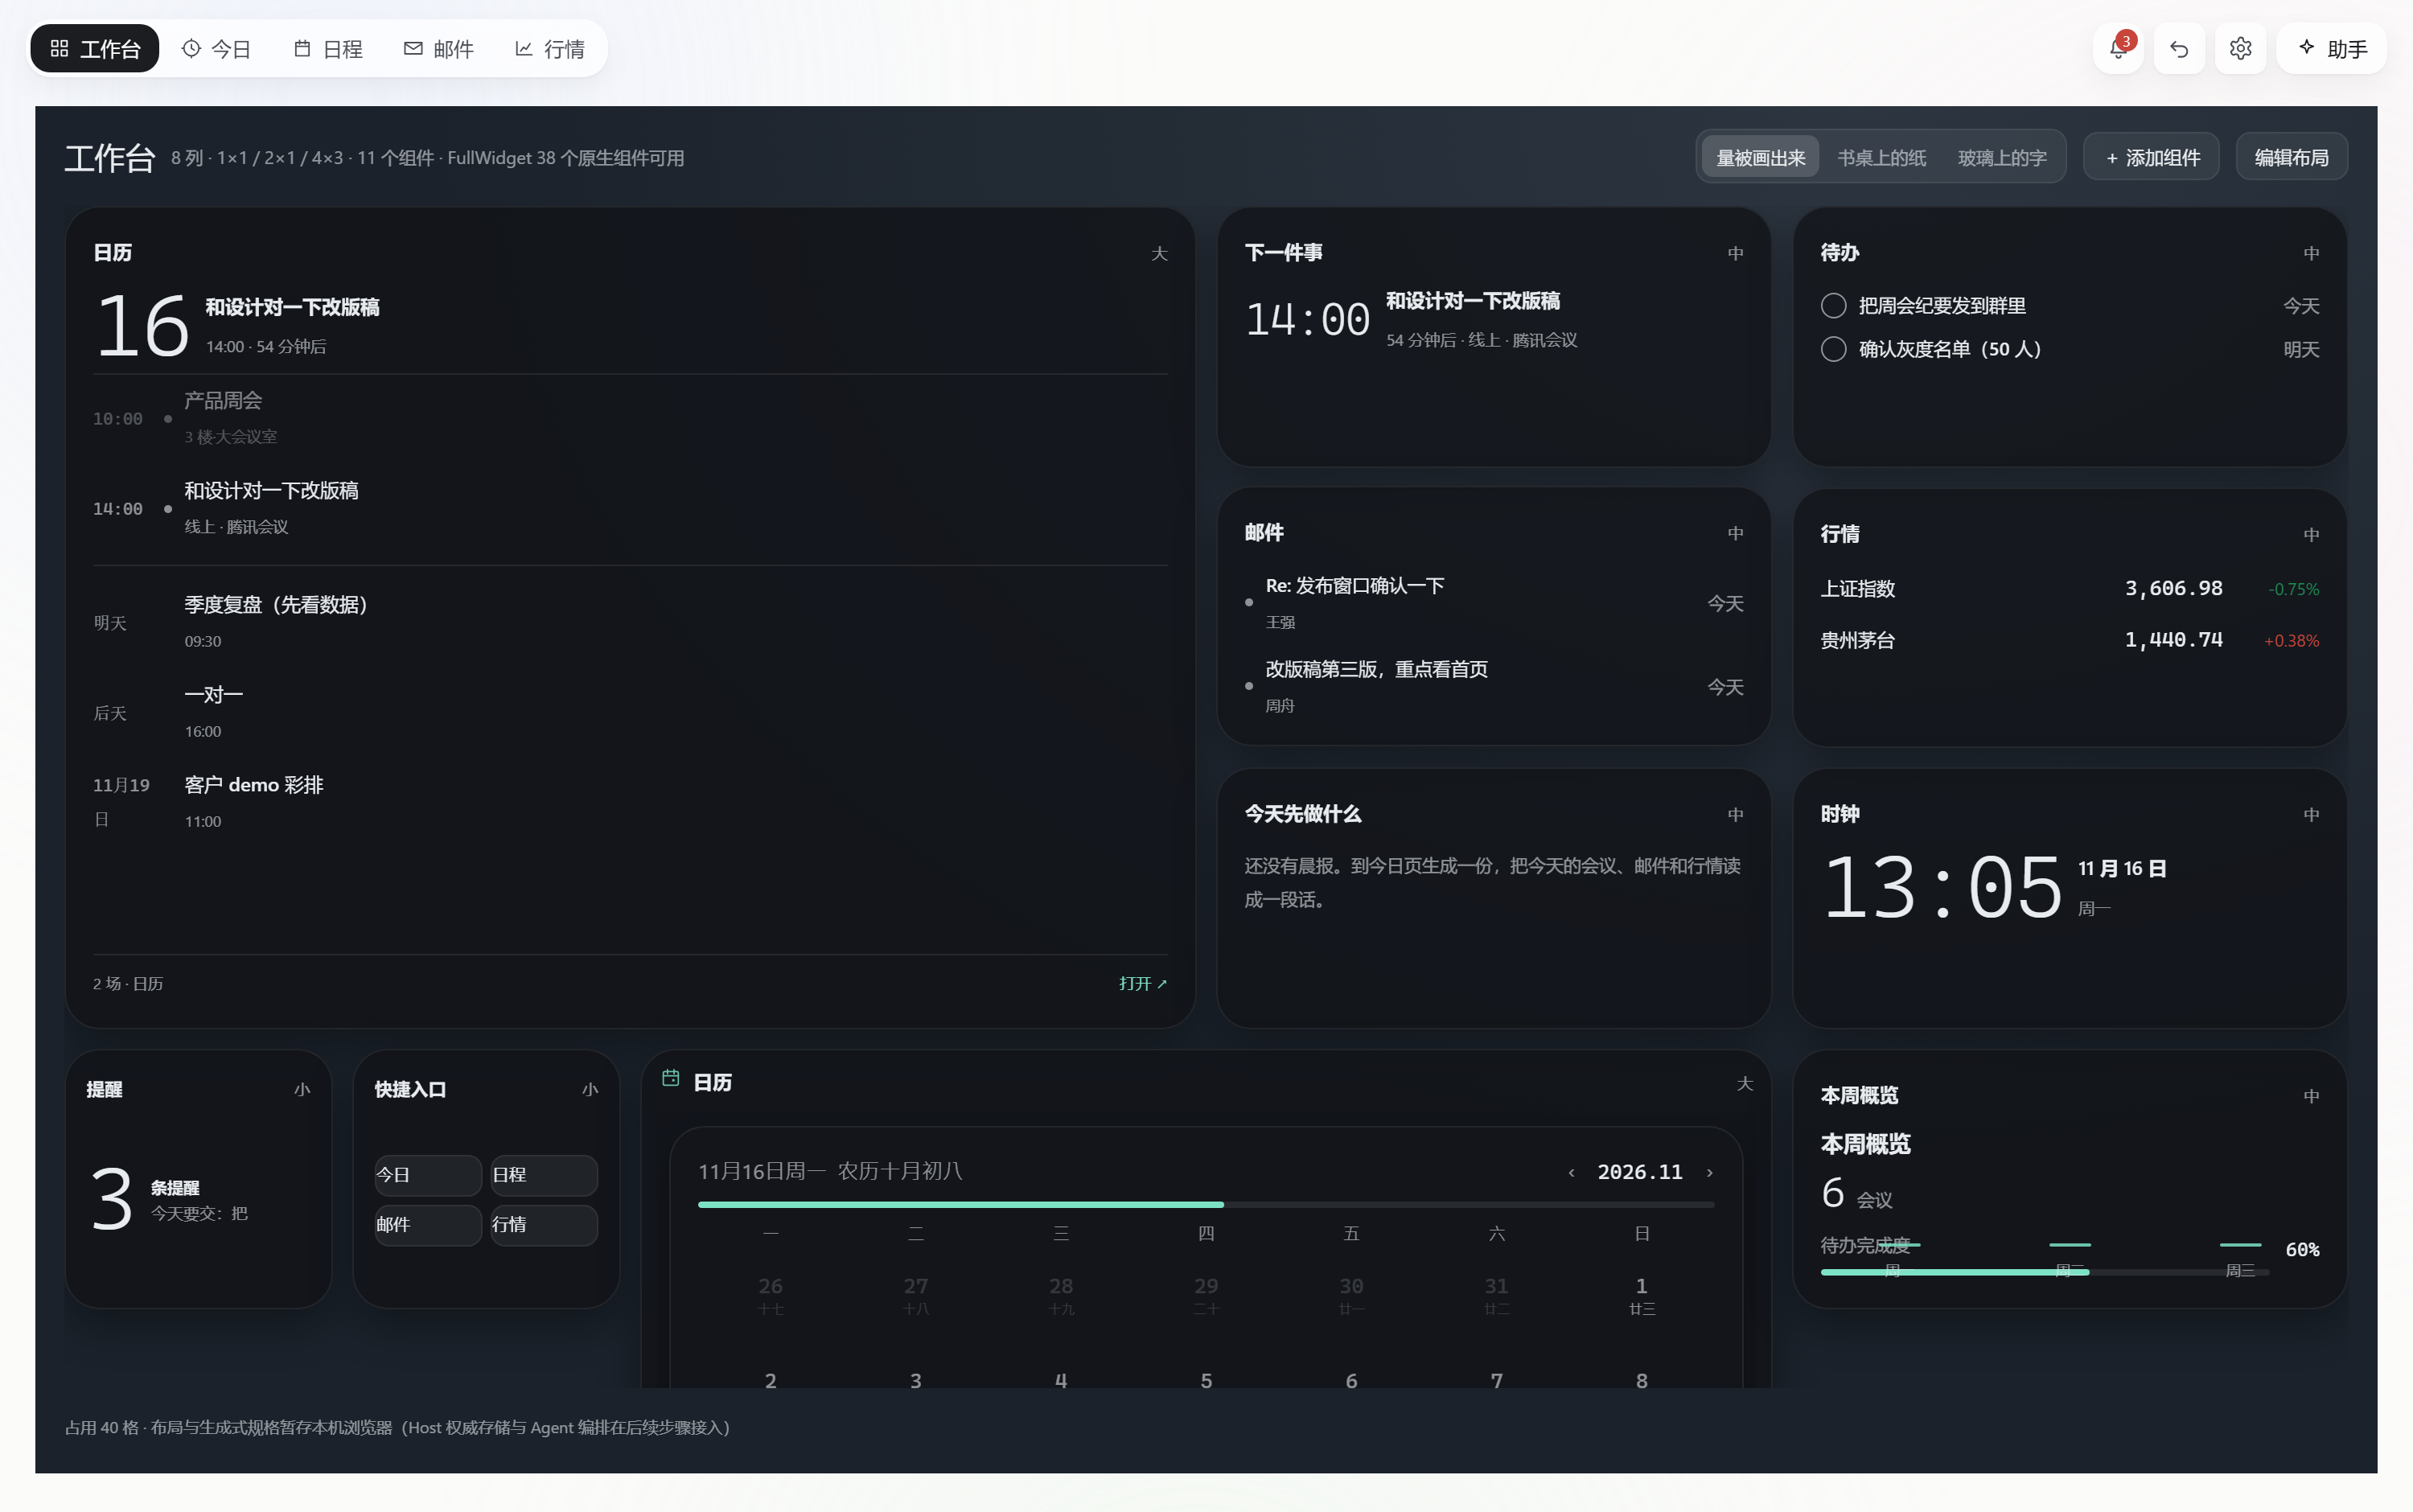 工作台
今日
日程
邮件
行情
3
助手
工作台
8 列 · 1×1 / 2×1 / 4×3 · 11 个组件 · FullWidget 38 个原生组件可用
量被画出来
书桌上的纸
玻璃上的字
+ 添加组件
编辑布局
日历
大
16
和设计对一下改版稿
14:00 · 54 分钟后
10:00
产品周会
3 楼·大会议室
14:00
和设计对一下改版稿
线上 · 腾讯会议
明天
季度复盘（先看数据）
09:30
后天
一对一
16:00
11月19
日
客户 demo 彩排
11:00
2 场 · 日历
打开 ↗
下一件事
中
14:00
和设计对一下改版稿
54 分钟后 · 线上 · 腾讯会议
待办
中
把周会纪要发到群里
今天
确认灰度名单（50 人）
明天
邮件
中
Re: 发布窗口确认一下
王强
今天
改版稿第三版，重点看首页
周舟
今天
行情
中
上证指数
3,606.98
-0.75%
贵州茅台
1,440.74
+0.38%
今天先做什么
中
还没有晨报。到今日页生成一份，把今天的会议、邮件和行情读
成一段话。
时钟
中
13:05
11 月 16 日
周一
提醒
小
3
条提醒
今天要交：把
快捷入口
小
今日
日程
邮件
行情
日历
大
11月16日周一 农历十月初八
‹ 2026.11 ›
一 二 三 四 五 六 日
26 27 28 29 30 31 1
十七 十八 十九 二十 廿一 廿二 廿三
2 3 4 5 6 7 8
本周概览
中
本周概览
6 会议
待办完成度
60%
周一 周二 周三
占用 40 格 · 布局与生成式规格暂存本机浏览器（Host 权威存储与 Agent 编排在后续步骤接入）